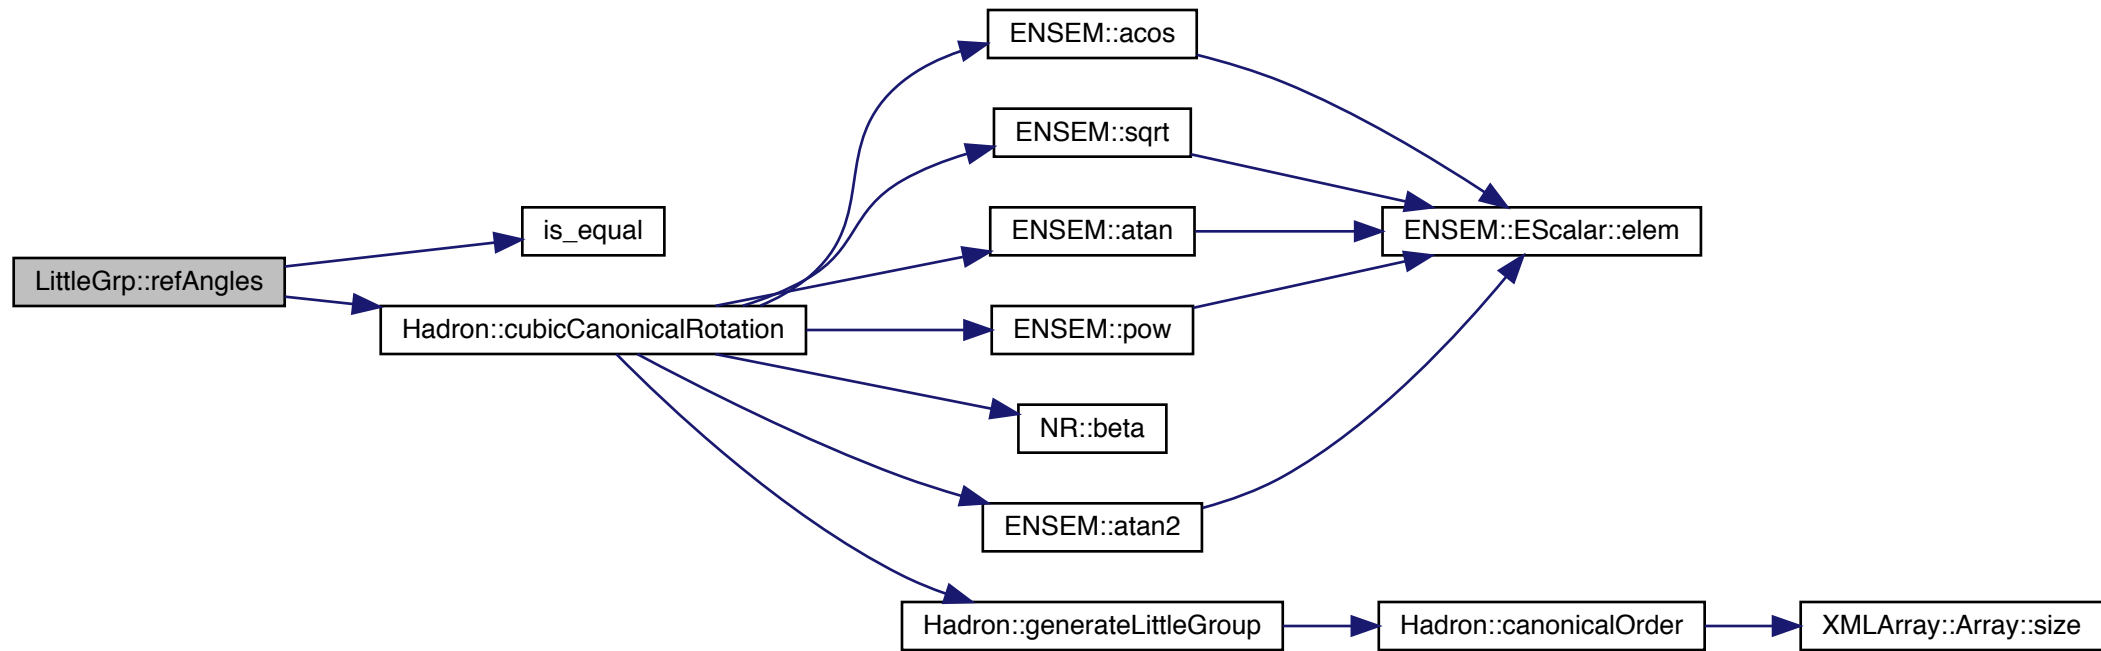 ENSEM::acos
ENSEM::sqrt
is_equal
ENSEM::atan
ENSEM::EScalar::elem
LittleGrp::refAngles
Hadron::cubicCanonicalRotation
ENSEM::pow
NR::beta
ENSEM::atan2
Hadron::generateLittleGroup
Hadron::canonicalOrder
XMLArray::Array::size